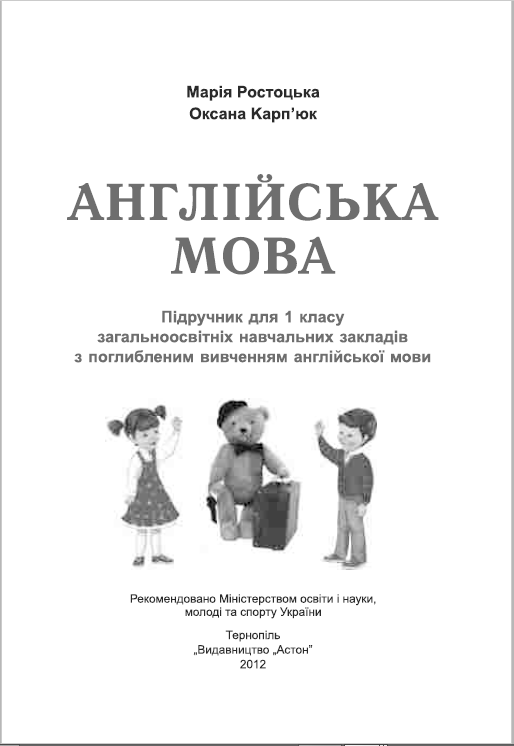 Марія Ростоцька
Оксана Карп’юк
АНГЛІЙСЬКА
МОВА
Підручник для 1 класу
загальноосвітніх навчальних закладів
з поглибленим вивченням англійської мови
Рекомендовано Міністерством освіти і науки,
молоді та спорту України
Тернопіль
„Видавництво „Астон”
2012